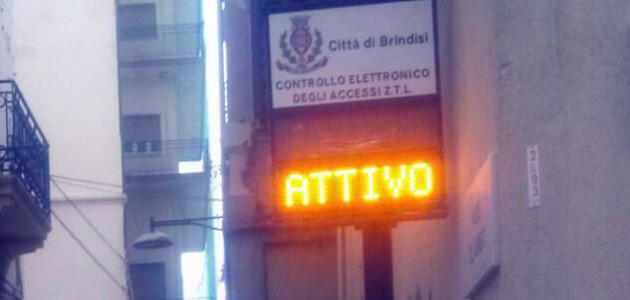 Città di Brindisi
CONTROLLO ELETTRONICO
DEGLI ACCESSI Z.T.L.
ATTIVO